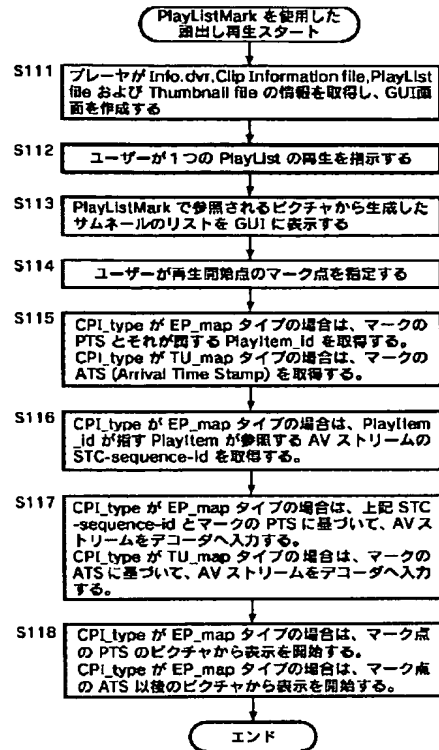 PlayListMark を使用した
頭出し再生スタート
S111
プレーヤが Info.dvr,Clip Information file,PlayList
file および Thumbnail file の情報を取得し、GUI画
面を作成する
S112
ユーザーが1つの PlayList の再生を指示する
S113
PlayListMark で参照されるピクチャから生成した
サムネールのリストを GUI に表示する
S114
ユーザーが再生開始点のマーク点を指定する
S115
CPI_type が EP_map タイプの場合は、マークの
PTS とそれが関する PlayItem_id を取得する。
CPI_type が TU_map タイプの場合は、マークの
ATS (Arrival Time Stamp) を取得する。
S116
CPI_type が EP_map タイプの場合は、PlayItem
_id が指す PlayItem が参照する AV ストリームの
STC-sequence-id を取得する。
S117
CPI_type が EP_map タイプの場合は、上記 STC
-sequence-id とマークの PTS に基づいて、AV ス
トリームをデコーダへ入力する。
CPI_type が TU_map タイプの場合は、マークの
ATS に基づいて、AV ストリームをデコーダへ入力
する。
S118
CPI_type が EP_map タイプの場合は、マーク点
の PTS のピクチャから表示を開始する。
CPI_type が EP_map タイプの場合は、マーク点
の ATS 以後のピクチャから表示を開始する。
エンド